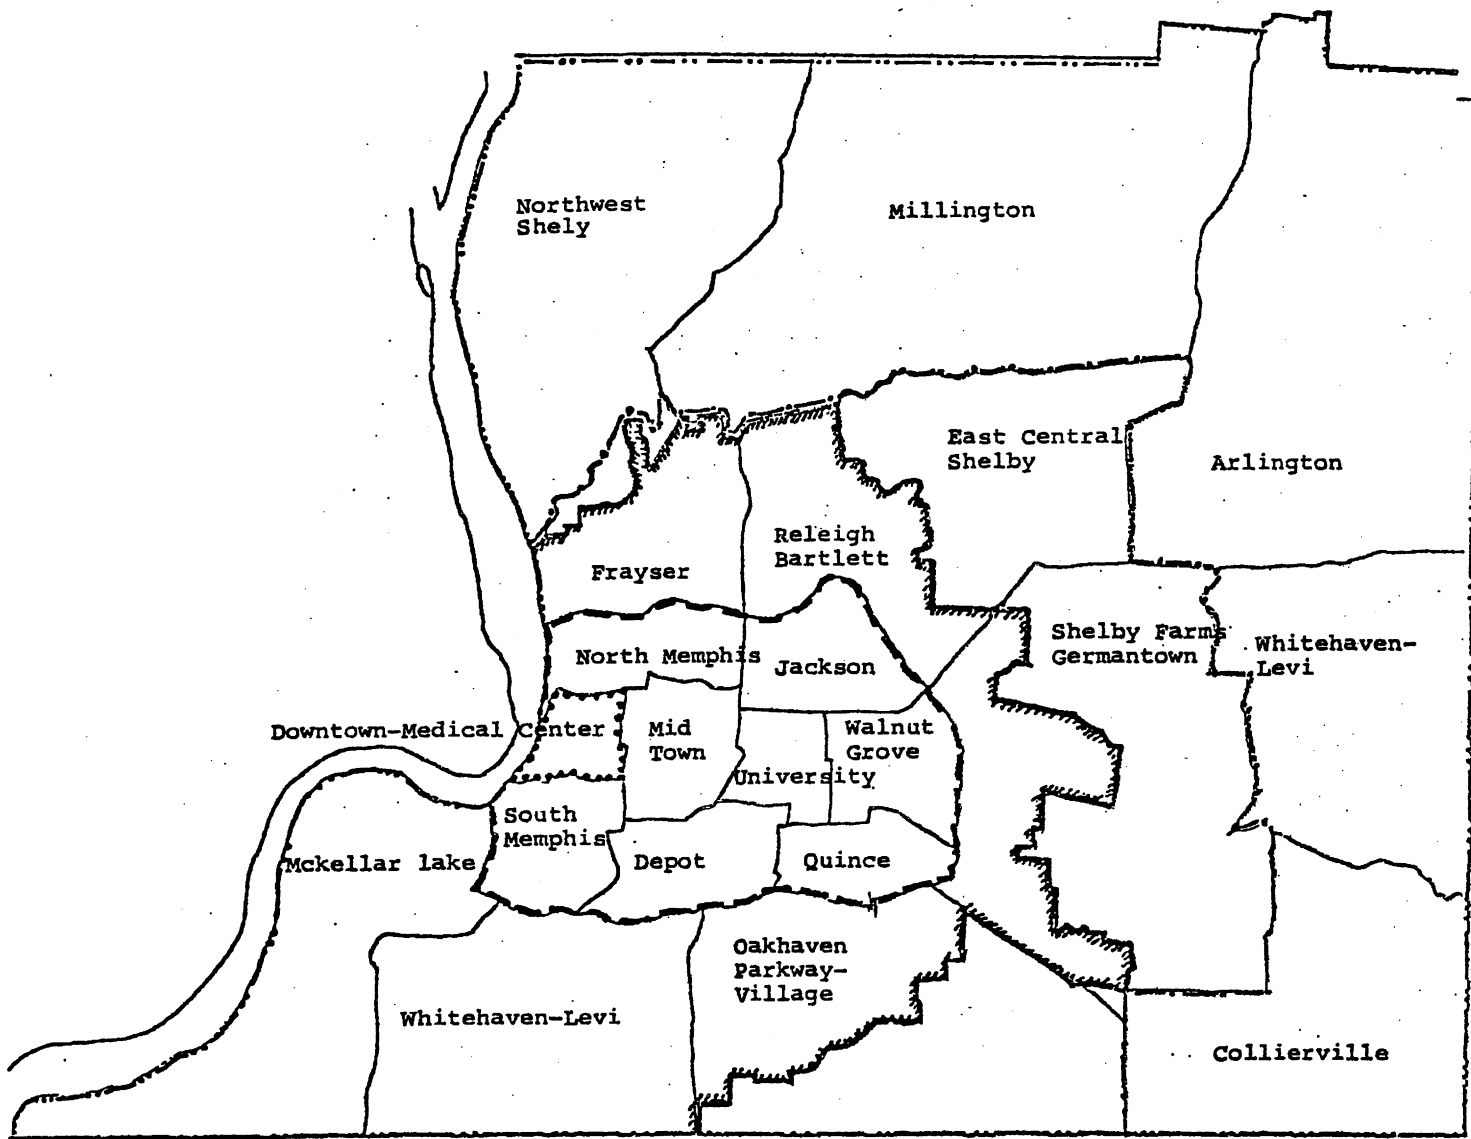 Northwest
Shely
Millington
East Central
Shelby
Arlington
Releigh
Bartlett
Frayser
Shelby Farms
Germantown
Whitehaven-
Levi
North Memphis
Jackson
Downtown-Medical Center
Mid
Town
Walnut
Grove
University
South
Memphis
Mckellar lake
Depot
Quince
Oakhaven
Parkway-
Village
Whitehaven-Levi
Collierville